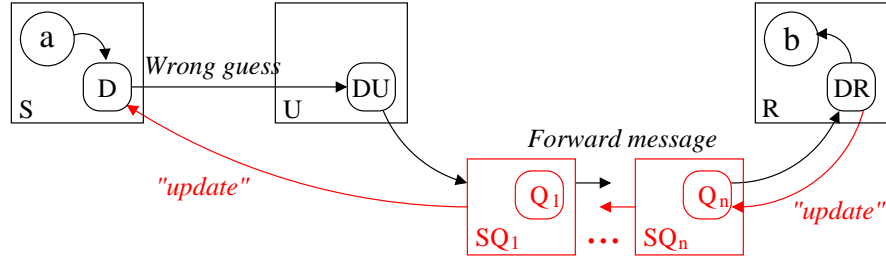 a
b
Wrong guess
D
DU
DR
S
U
R
Forward message
"update"
Q1
Qn
"update"
SQ1
...
SQn